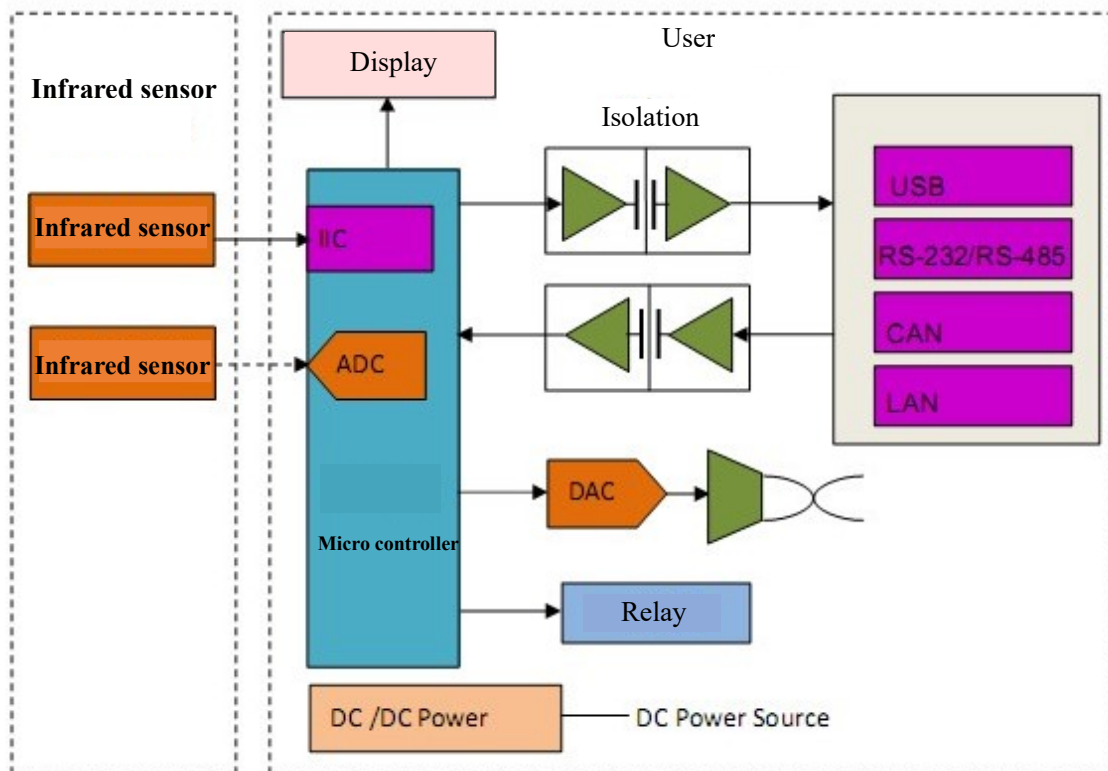 User
Display
Infrared sensor
Isolation
USB
Infrared sensor
IIC
RS-232/RS-485
CAN
Infrared sensor
ADC
LAN
DAC
Micro controller
Relay
DC /DC Power
DC Power Source